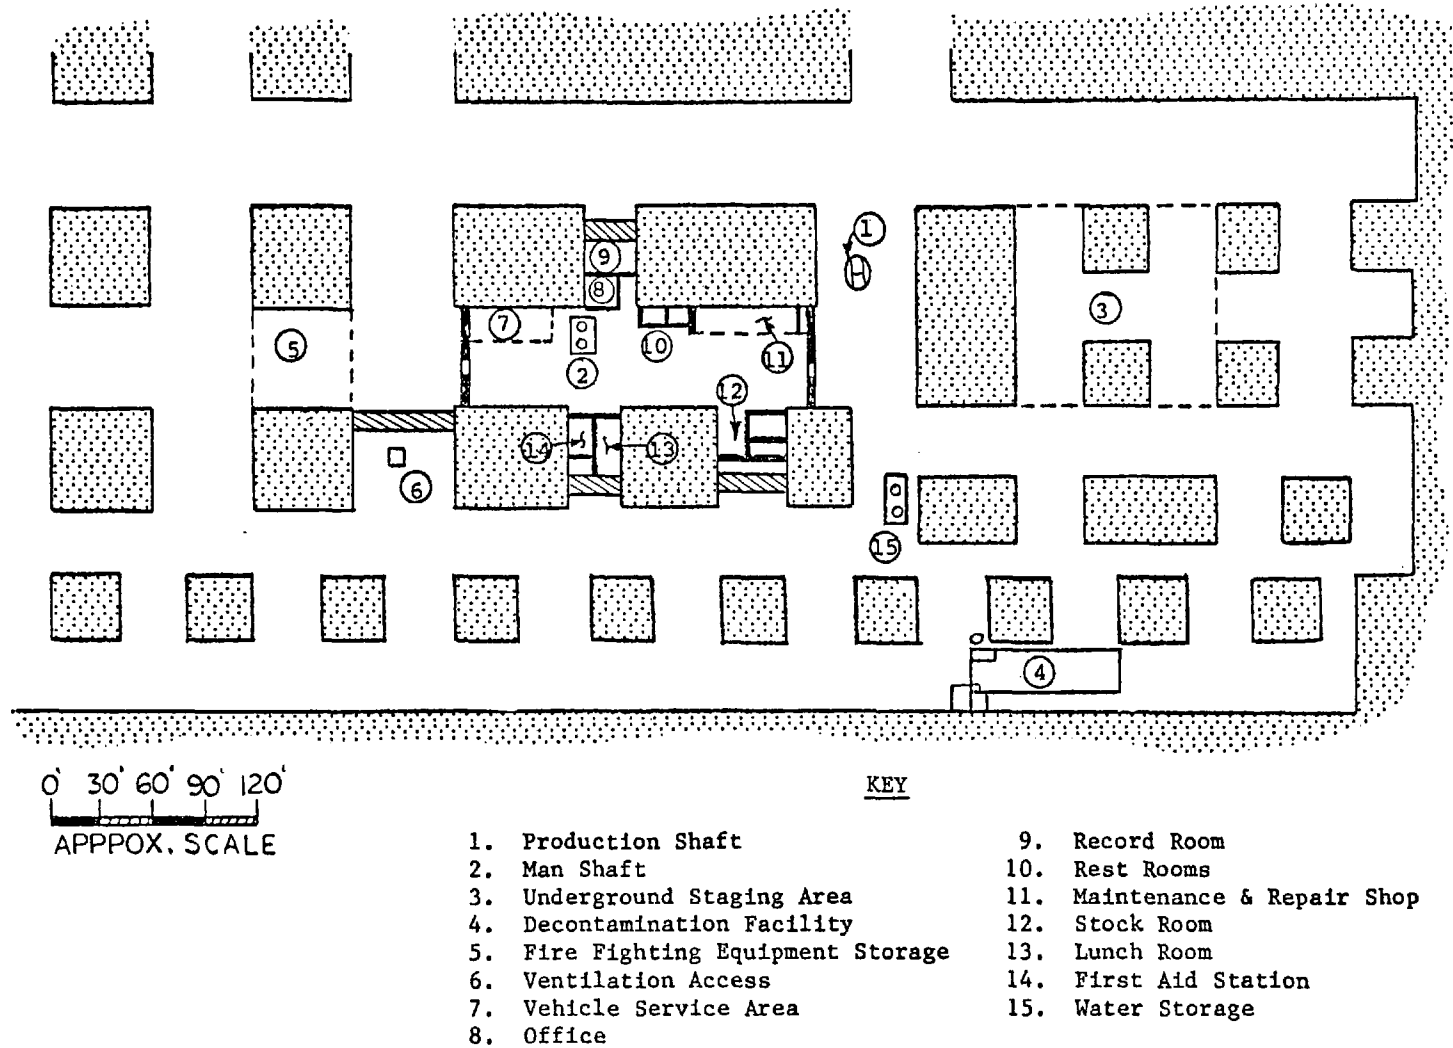 1
9
8
3
7
5
10
11
2
12
14
13
6
15
4
0' 30' 60' 90' 120'
APPPOX. SCALE
KEY
1. Production Shaft
2. Man Shaft
3. Underground Staging Area
4. Decontamination Facility
5. Fire Fighting Equipment Storage
6. Ventilation Access
7. Vehicle Service Area
8. Office
9. Record Room
10. Rest Rooms
11. Maintenance & Repair Shop
12. Stock Room
13. Lunch Room
14. First Aid Station
15. Water Storage